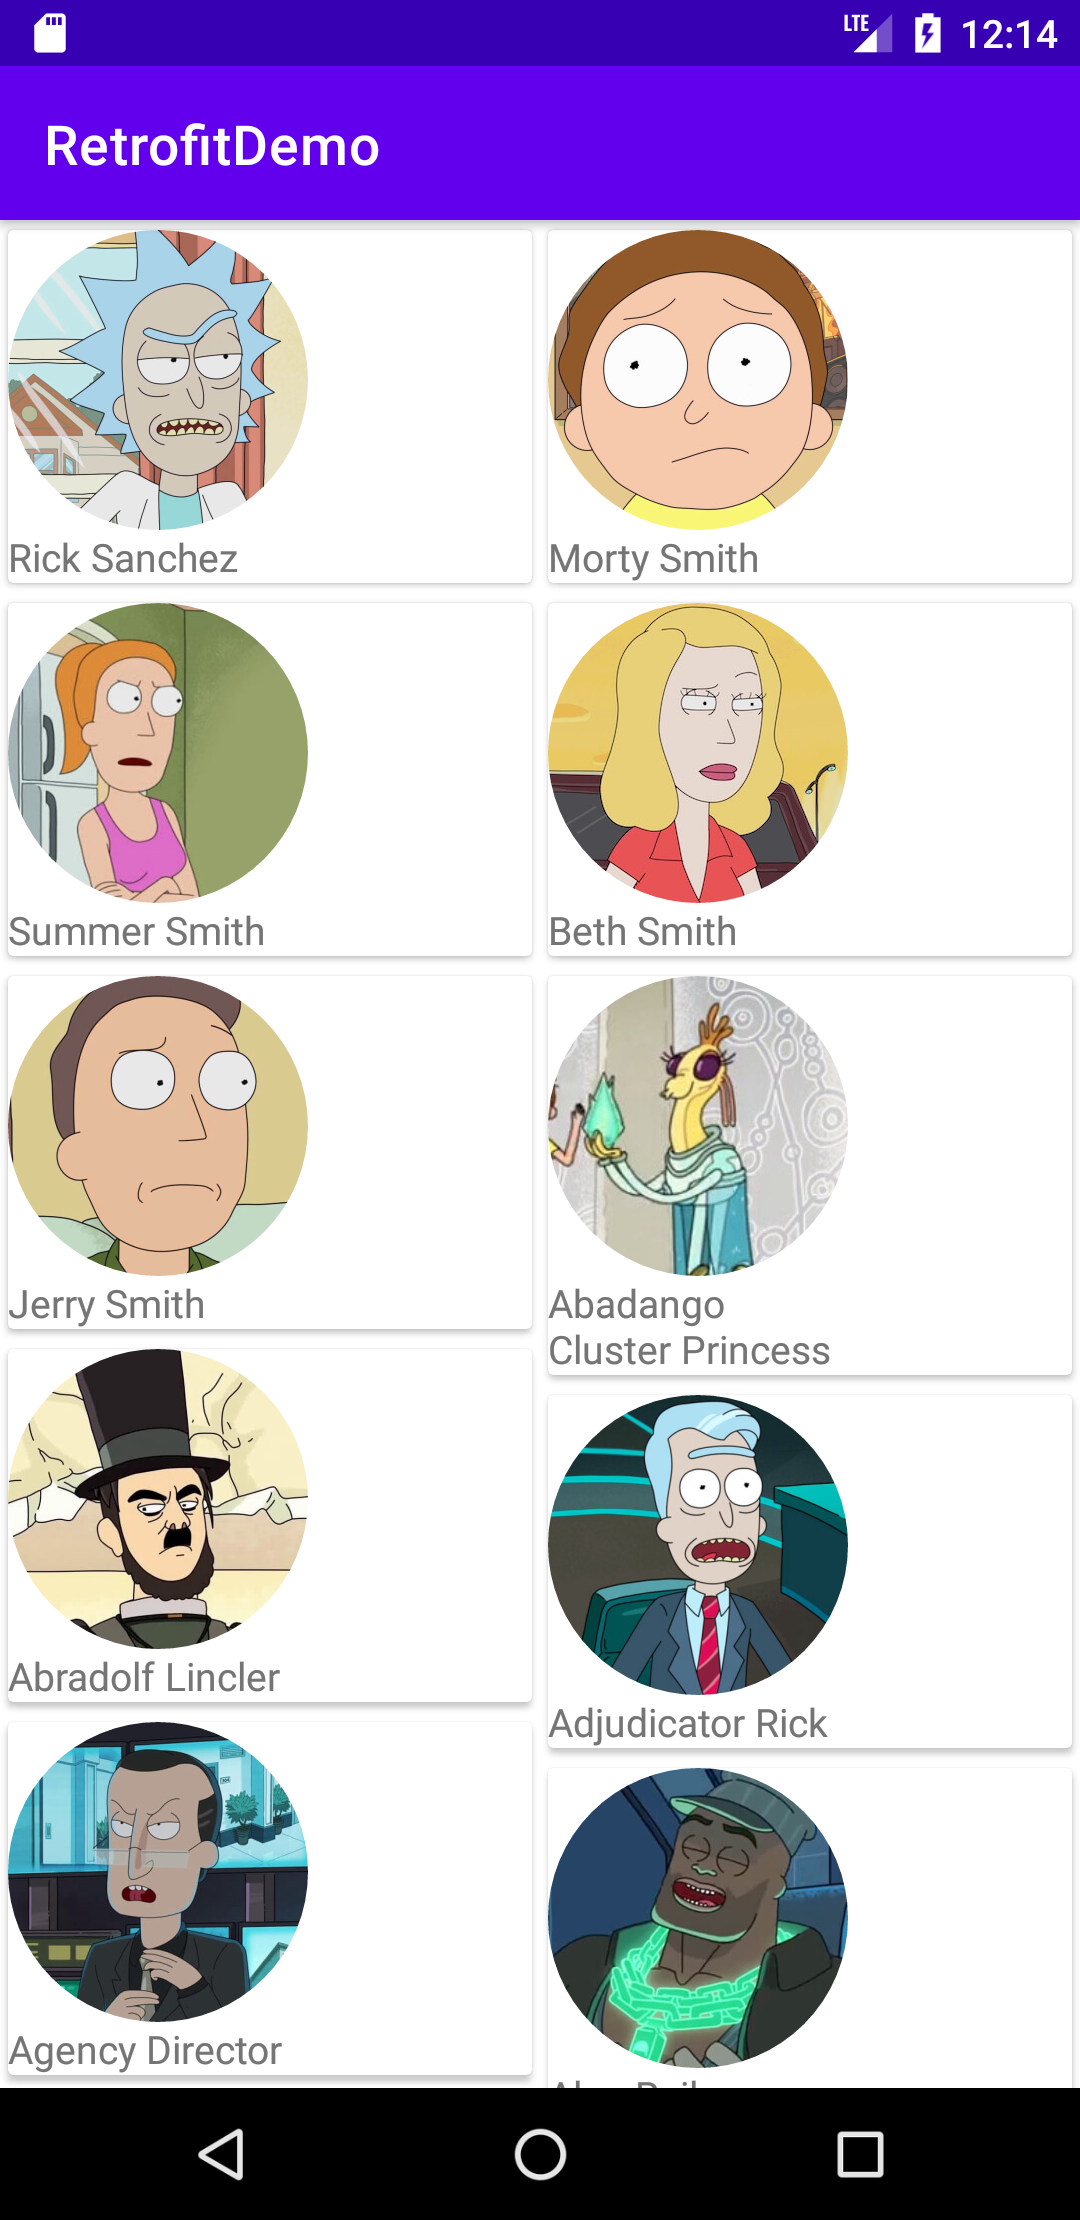 LTE 12:14
RetrofitDemo
Rick Sanchez
Morty Smith
Summer Smith
Beth Smith
Jerry Smith
Abadango
Cluster Princess
Abradolf Lincler
Adjudicator Rick
Agency Director